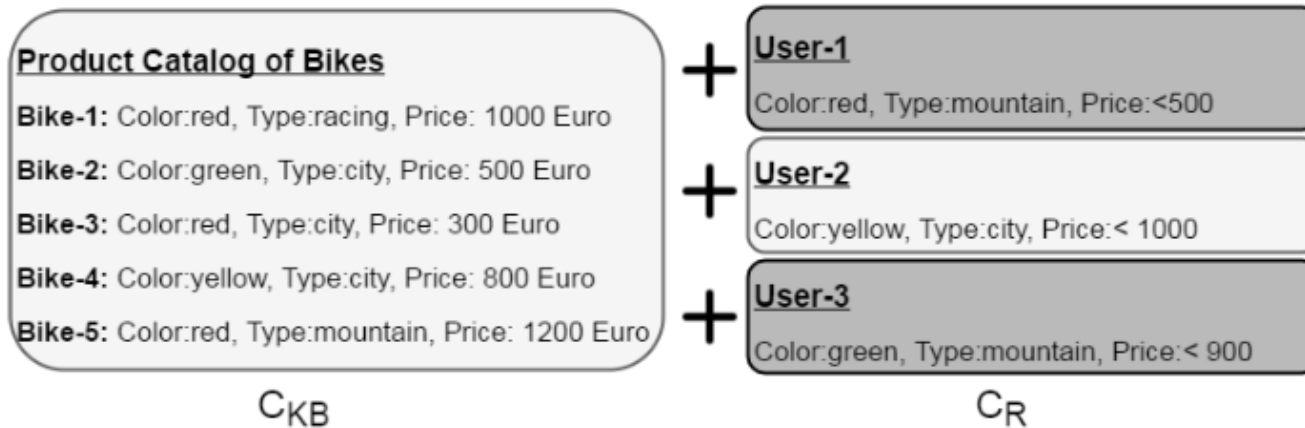 Product Catalog of Bikes
Bike-1: Color:red, Type:racing, Price: 1000 Euro
Bike-2: Color:green, Type:city, Price: 500 Euro
Bike-3: Color:red, Type:city, Price: 300 Euro
Bike-4: Color:yellow, Type:city, Price: 800 Euro
Bike-5: Color:red, Type:mountain, Price: 1200 Euro
CKB
+
User-1
Color:red, Type:mountain, Price:<500
+
User-2
Color:yellow, Type:city, Price:< 1000
+
User-3
Color:green, Type:mountain, Price:< 900
CR